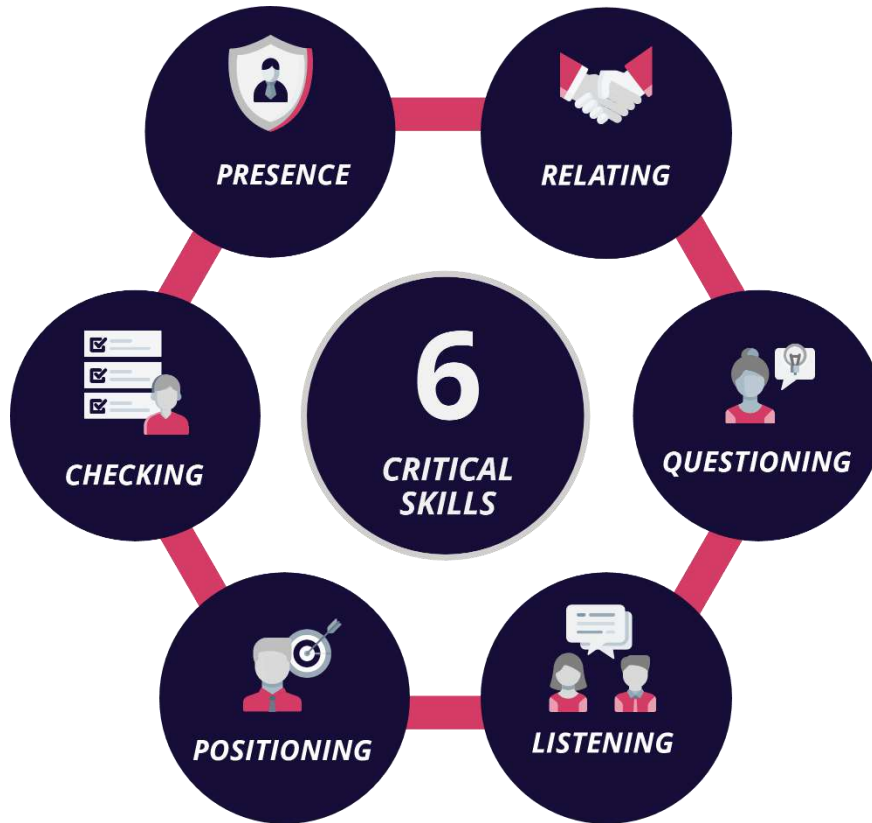 PRESENCE
RELATING
QUESTIONING
LISTENING
POSITIONING
CHECKING
6
CRITICAL
SKILLS